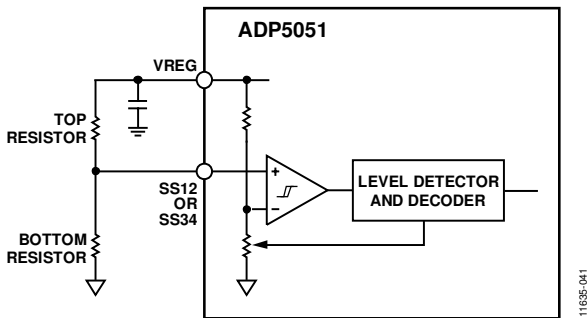 ADP5051
VREG
TOP
RESISTOR
SS12
OR
SS34
+
−
LEVEL DETECTOR
AND DECODER
BOTTOM
RESISTOR
11635-041